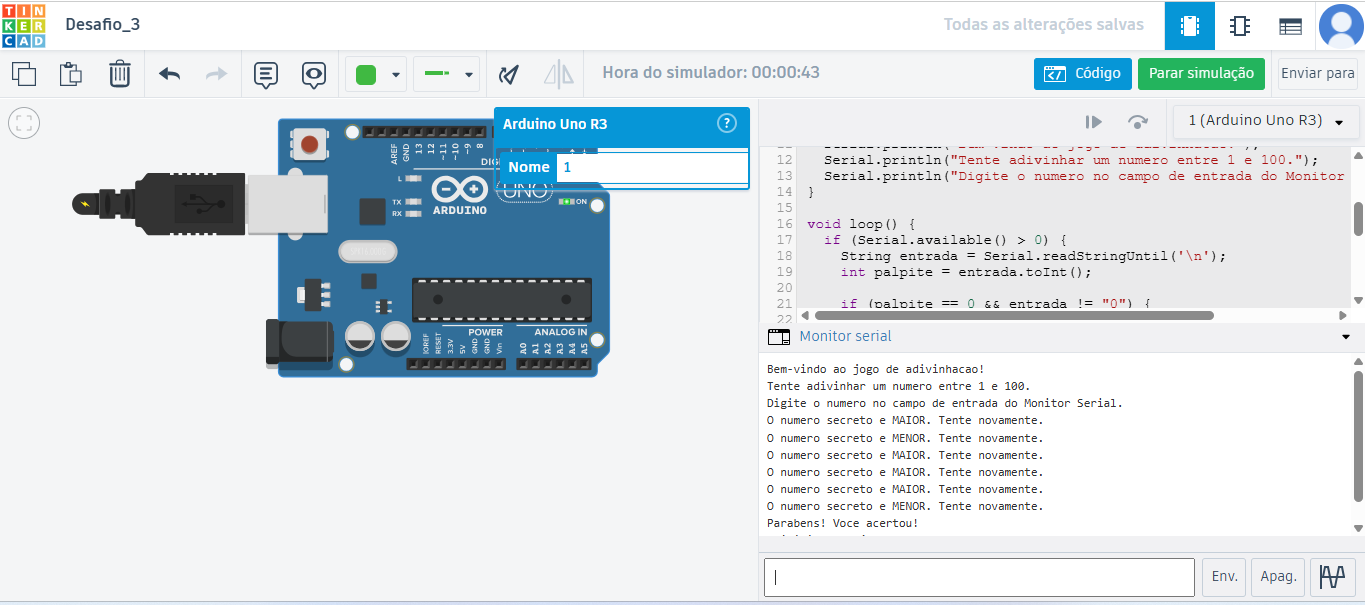 TIN
KER
CAD
Desafio_3
Todas as alterações salvas
Hora do simulador: 00:00:43
Código
Parar simulação
Enviar para
1 (Arduino Uno R3)
Arduino Uno R3
?
Nome 1
AREF
GND
13
12
~11
~10
~9
8
L
TX
RX
ARDUINO
UNO
ON
POWER
ANALOG IN
IOREF
RESET
3.3V
5V
GND
GND
Vin
A0
A1
A2
A3
A4
A5
12 Serial.println("Tente adivinhar um numero entre 1 e 100.");
13 Serial.println("Digite o numero no campo de entrada do Monitor
14 }
15
16 void loop() {
17 if (Serial.available() > 0) {
18 String entrada = Serial.readStringUntil('\n');
19 int palpite = entrada.toInt();
20
21 if (palpite == 0 && entrada != "0") {
22
Monitor serial
Bem-vindo ao jogo de adivinhacao!
Tente adivinhar um numero entre 1 e 100.
Digite o numero no campo de entrada do Monitor Serial.
O numero secreto e MAIOR. Tente novamente.
O numero secreto e MENOR. Tente novamente.
O numero secreto e MAIOR. Tente novamente.
O numero secreto e MAIOR. Tente novamente.
O numero secreto e MAIOR. Tente novamente.
O numero secreto e MENOR. Tente novamente.
Parabens! Voce acertou!
Env.
Apag.